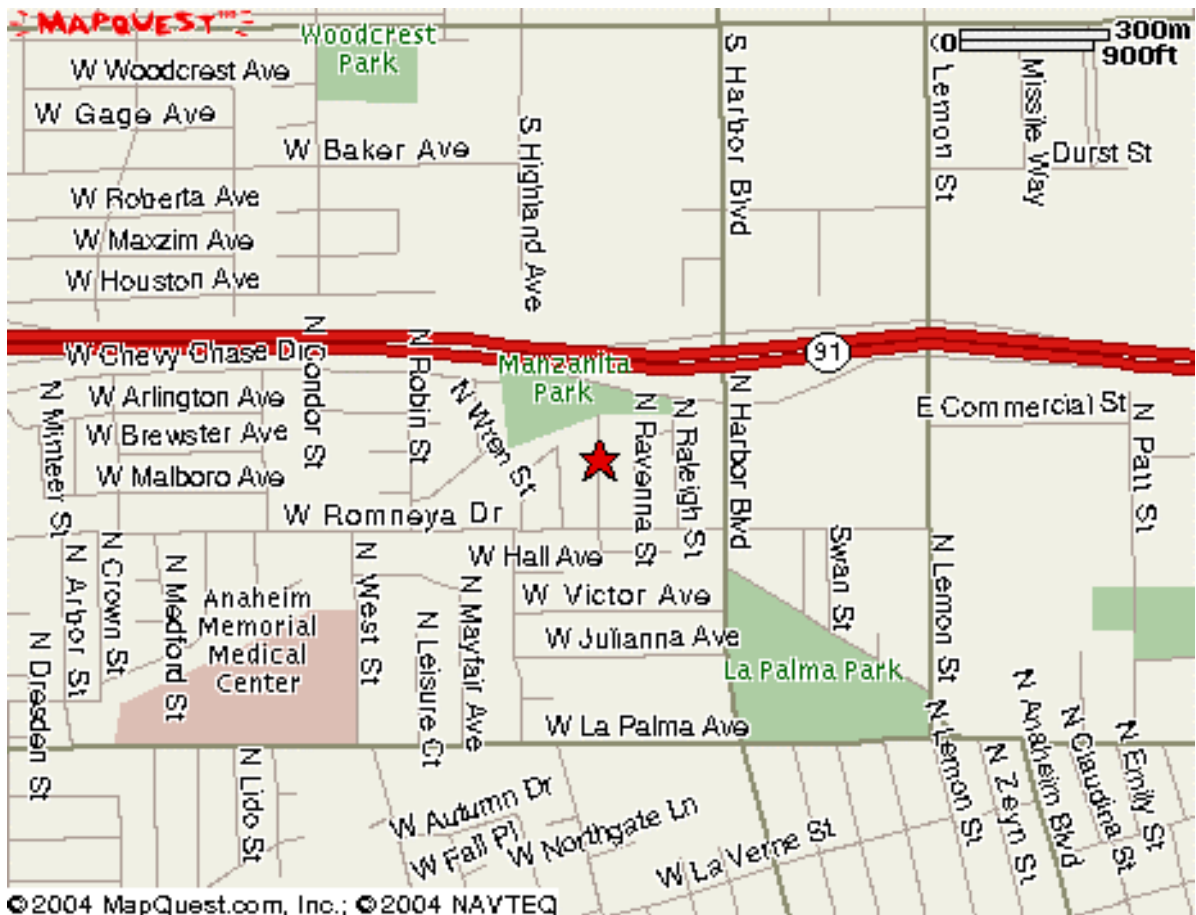 MAPQUEST
300m
0
900ft
Woodcrest
Park
W Woodcrest Ave
W Gage Ave
W Baker Ave
S Highland Ave
S Harbor Blvd
Lemon St
Missile Way
Durst St
W Roberta Ave
W Maxzim Ave
W Houston Ave
91
W Chevy Chase Dr
N Condor St
N Robin St
Manzanita
Park
W Arlington Ave
W Brewster Ave
W Malboro Ave
N Minteer St
N Wren St
N Ravenna St
N Raleigh St
N Harbor Blvd
E Commercial St
N Patt St
W Romneya Dr
W Hall Ave
W Victor Ave
W Julianna Ave
Swan St
N Lemon St
N Arbor St
N Crown St
N Medford St
Anaheim
Memorial
Medical
Center
N West St
N Leisure Ct
N Mayfair Ave
N Dresden St
La Palma Park
W La Palma Ave
N Lido St
W Autumn Dr
W Fall Pl
W Northgate Ln
W La Verne St
N Lemon St
N Zeyn St
N Anaheim Blvd
N Claudina St
N Emily St
©2004 MapQuest.com, Inc.; ©2004 NAVTEQ